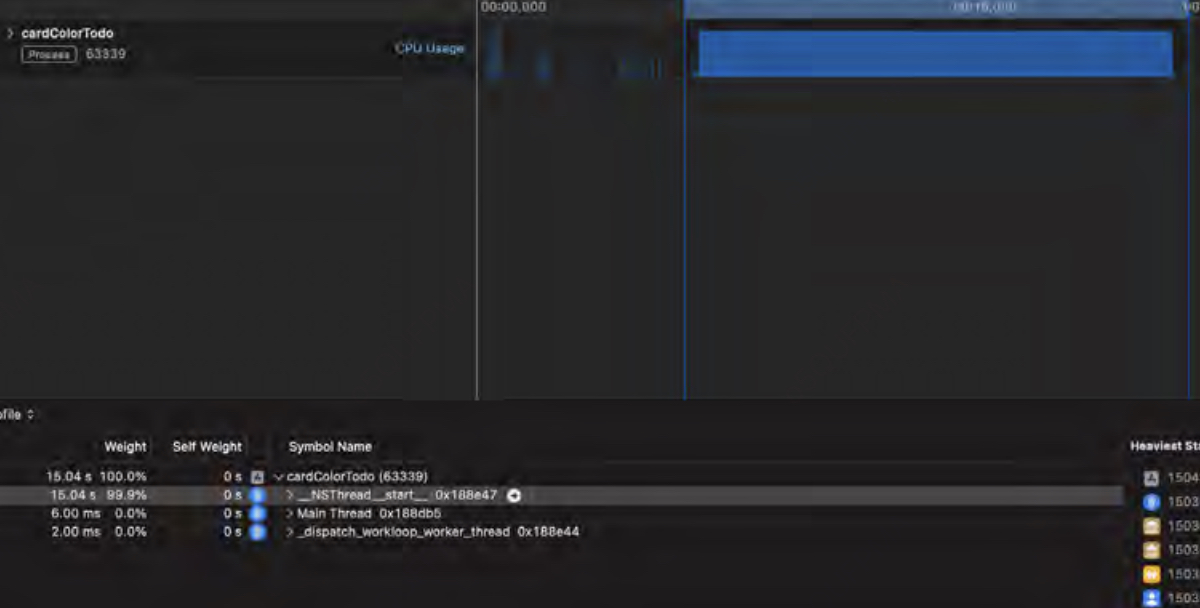 00:00.000
00:15.000
cardColorTodo
Process 63339
CPU Usage
ofile
Weight Self Weight Symbol Name Heaviest Sta
15.04 s 100.0% 0 s cardColorTodo (63339) 1504
15.04 s 99.9% 0 s __NSThread__start__ 0x188e47 1503
6.00 ms 0.0% 0 s Main Thread 0x188db5 1503
2.00 ms 0.0% 0 s _dispatch_workloop_worker_thread 0x188e44
1503
1503
1503